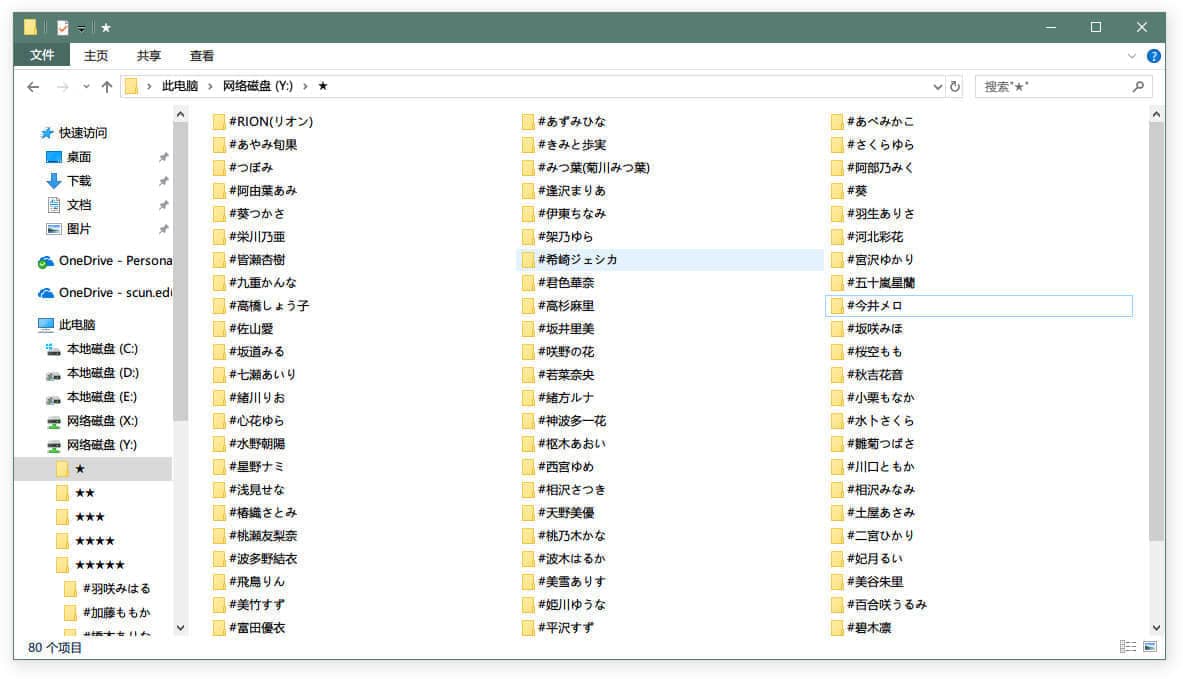 ★
文件 主页 共享 查看
此电脑 › 网络磁盘 (Y:) › ★
搜索"★"
快速访问
桌面
下载
文档
图片
OneDrive - Persona
OneDrive - scun.edu
此电脑
本地磁盘 (C:)
本地磁盘 (D:)
本地磁盘 (E:)
网络磁盘 (X:)
网络磁盘 (Y:)
★
★★
★★★
★★★★
★★★★★
#羽咲みはる
#加藤ももか
#RION(リオン) #あずみひな #あべみかこ
#あやみ旬果 #きみと歩実 #さくらゆら
#つぼみ #みつ葉(菊川みつ葉) #阿部乃みく
#阿由葉あみ #逢沢まりあ #葵
#葵つかさ #伊東ちなみ #羽生ありさ
#栄川乃亜 #架乃ゆら #河北彩花
#皆瀬杏樹 #希崎ジェシカ #宮沢ゆかり
#九重かんな #君色華奈 #五十嵐星蘭
#高橋しょう子 #高杉麻里 #今井メロ
#佐山愛 #坂井里美 #坂咲みほ
#坂道みる #咲野の花 #桜空もも
#七瀬あいり #若菜奈央 #秋吉花音
#緒川りお #緒方ルナ #小栗もなか
#心花ゆら #神波多一花 #水卜さくら
#水野朝陽 #枢木あおい #雛菊つばさ
#星野ナミ #西宮ゆめ #川口ともか
#浅見せな #相沢さつき #相沢みなみ
#椿織さとみ #天野美優 #土屋あさみ
#桃瀬友梨奈 #桃乃木かな #二宮ひかり
#波多野結衣 #波木はるか #妃月るい
#飛鳥りん #美雪ありす #美谷朱里
#美竹すず #姫川ゆうな #百合咲うるみ
#富田優衣 #平沢すず #碧木凛
80 个项目